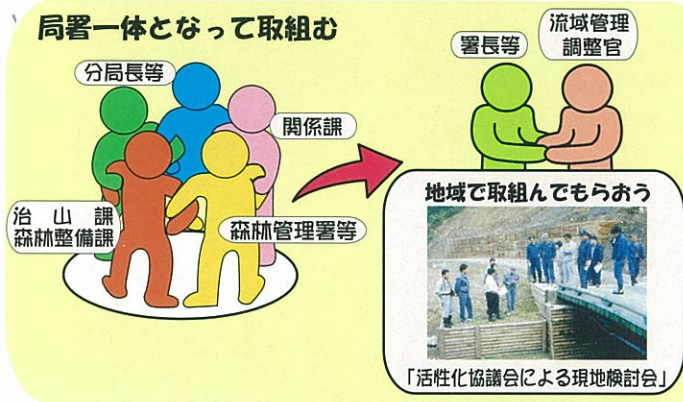 局署一体となって取組む
分局長等
関係課
治山課
森林整備課
森林管理署等
署長等
流域管理
調整官
地域で取組んでもらおう
「活性化協議会による現地検討会」